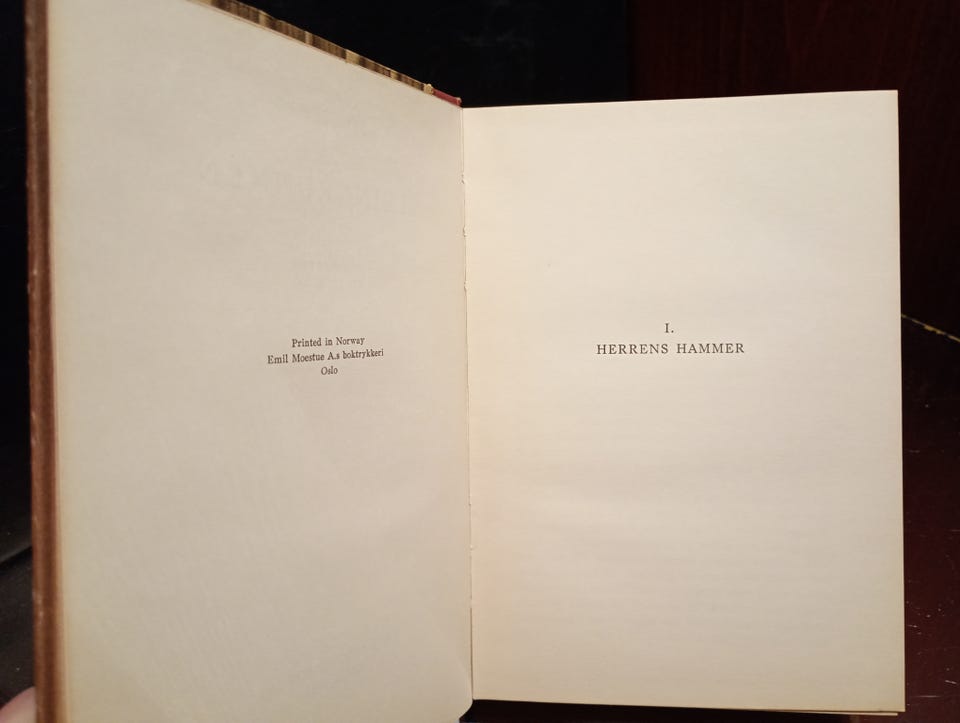 Printed in Norway
Emil Moestue A.s boktrykkeri
Oslo
I.
HERRENS HAMMER